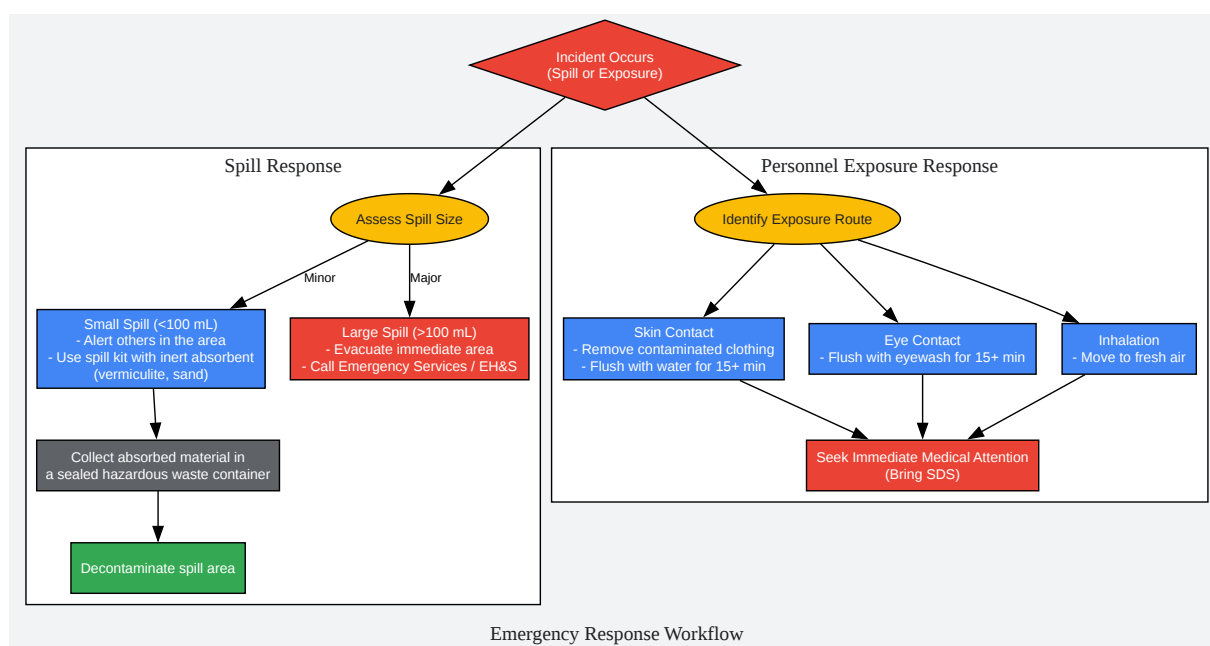 Incident Occurs
(Spill or Exposure)
Spill Response
Assess Spill Size
Minor
Major
Small Spill (<100 mL)
- Alert others in the area
- Use spill kit with inert absorbent
(vermiculite, sand)
Large Spill (>100 mL)
- Evacuate immediate area
- Call Emergency Services / EH&S
Collect absorbed material in
a sealed hazardous waste container
Decontaminate spill area
Personnel Exposure Response
Identify Exposure Route
Skin Contact
- Remove contaminated clothing
- Flush with water for 15+ min
Eye Contact
- Flush with eyewash for 15+ min
Inhalation
- Move to fresh air
Seek Immediate Medical Attention
(Bring SDS)
Emergency Response Workflow